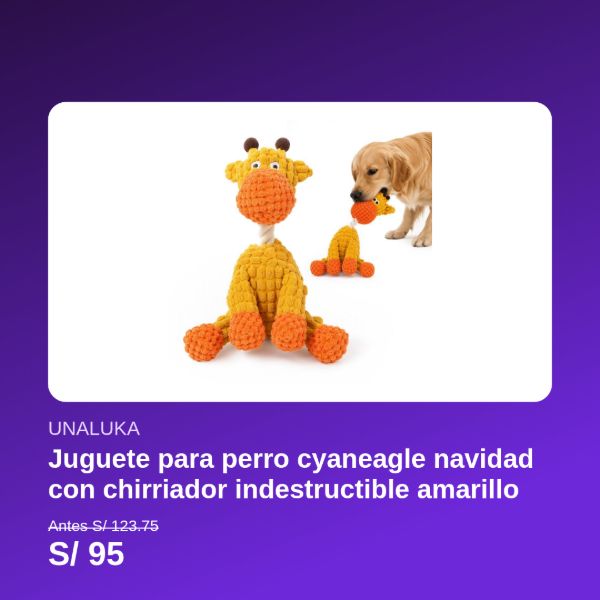 UNALUKA
Juguete para perro cyaneagle navidad
con chirriador indestructible amarillo
Antes S/ 123.75
S/ 95